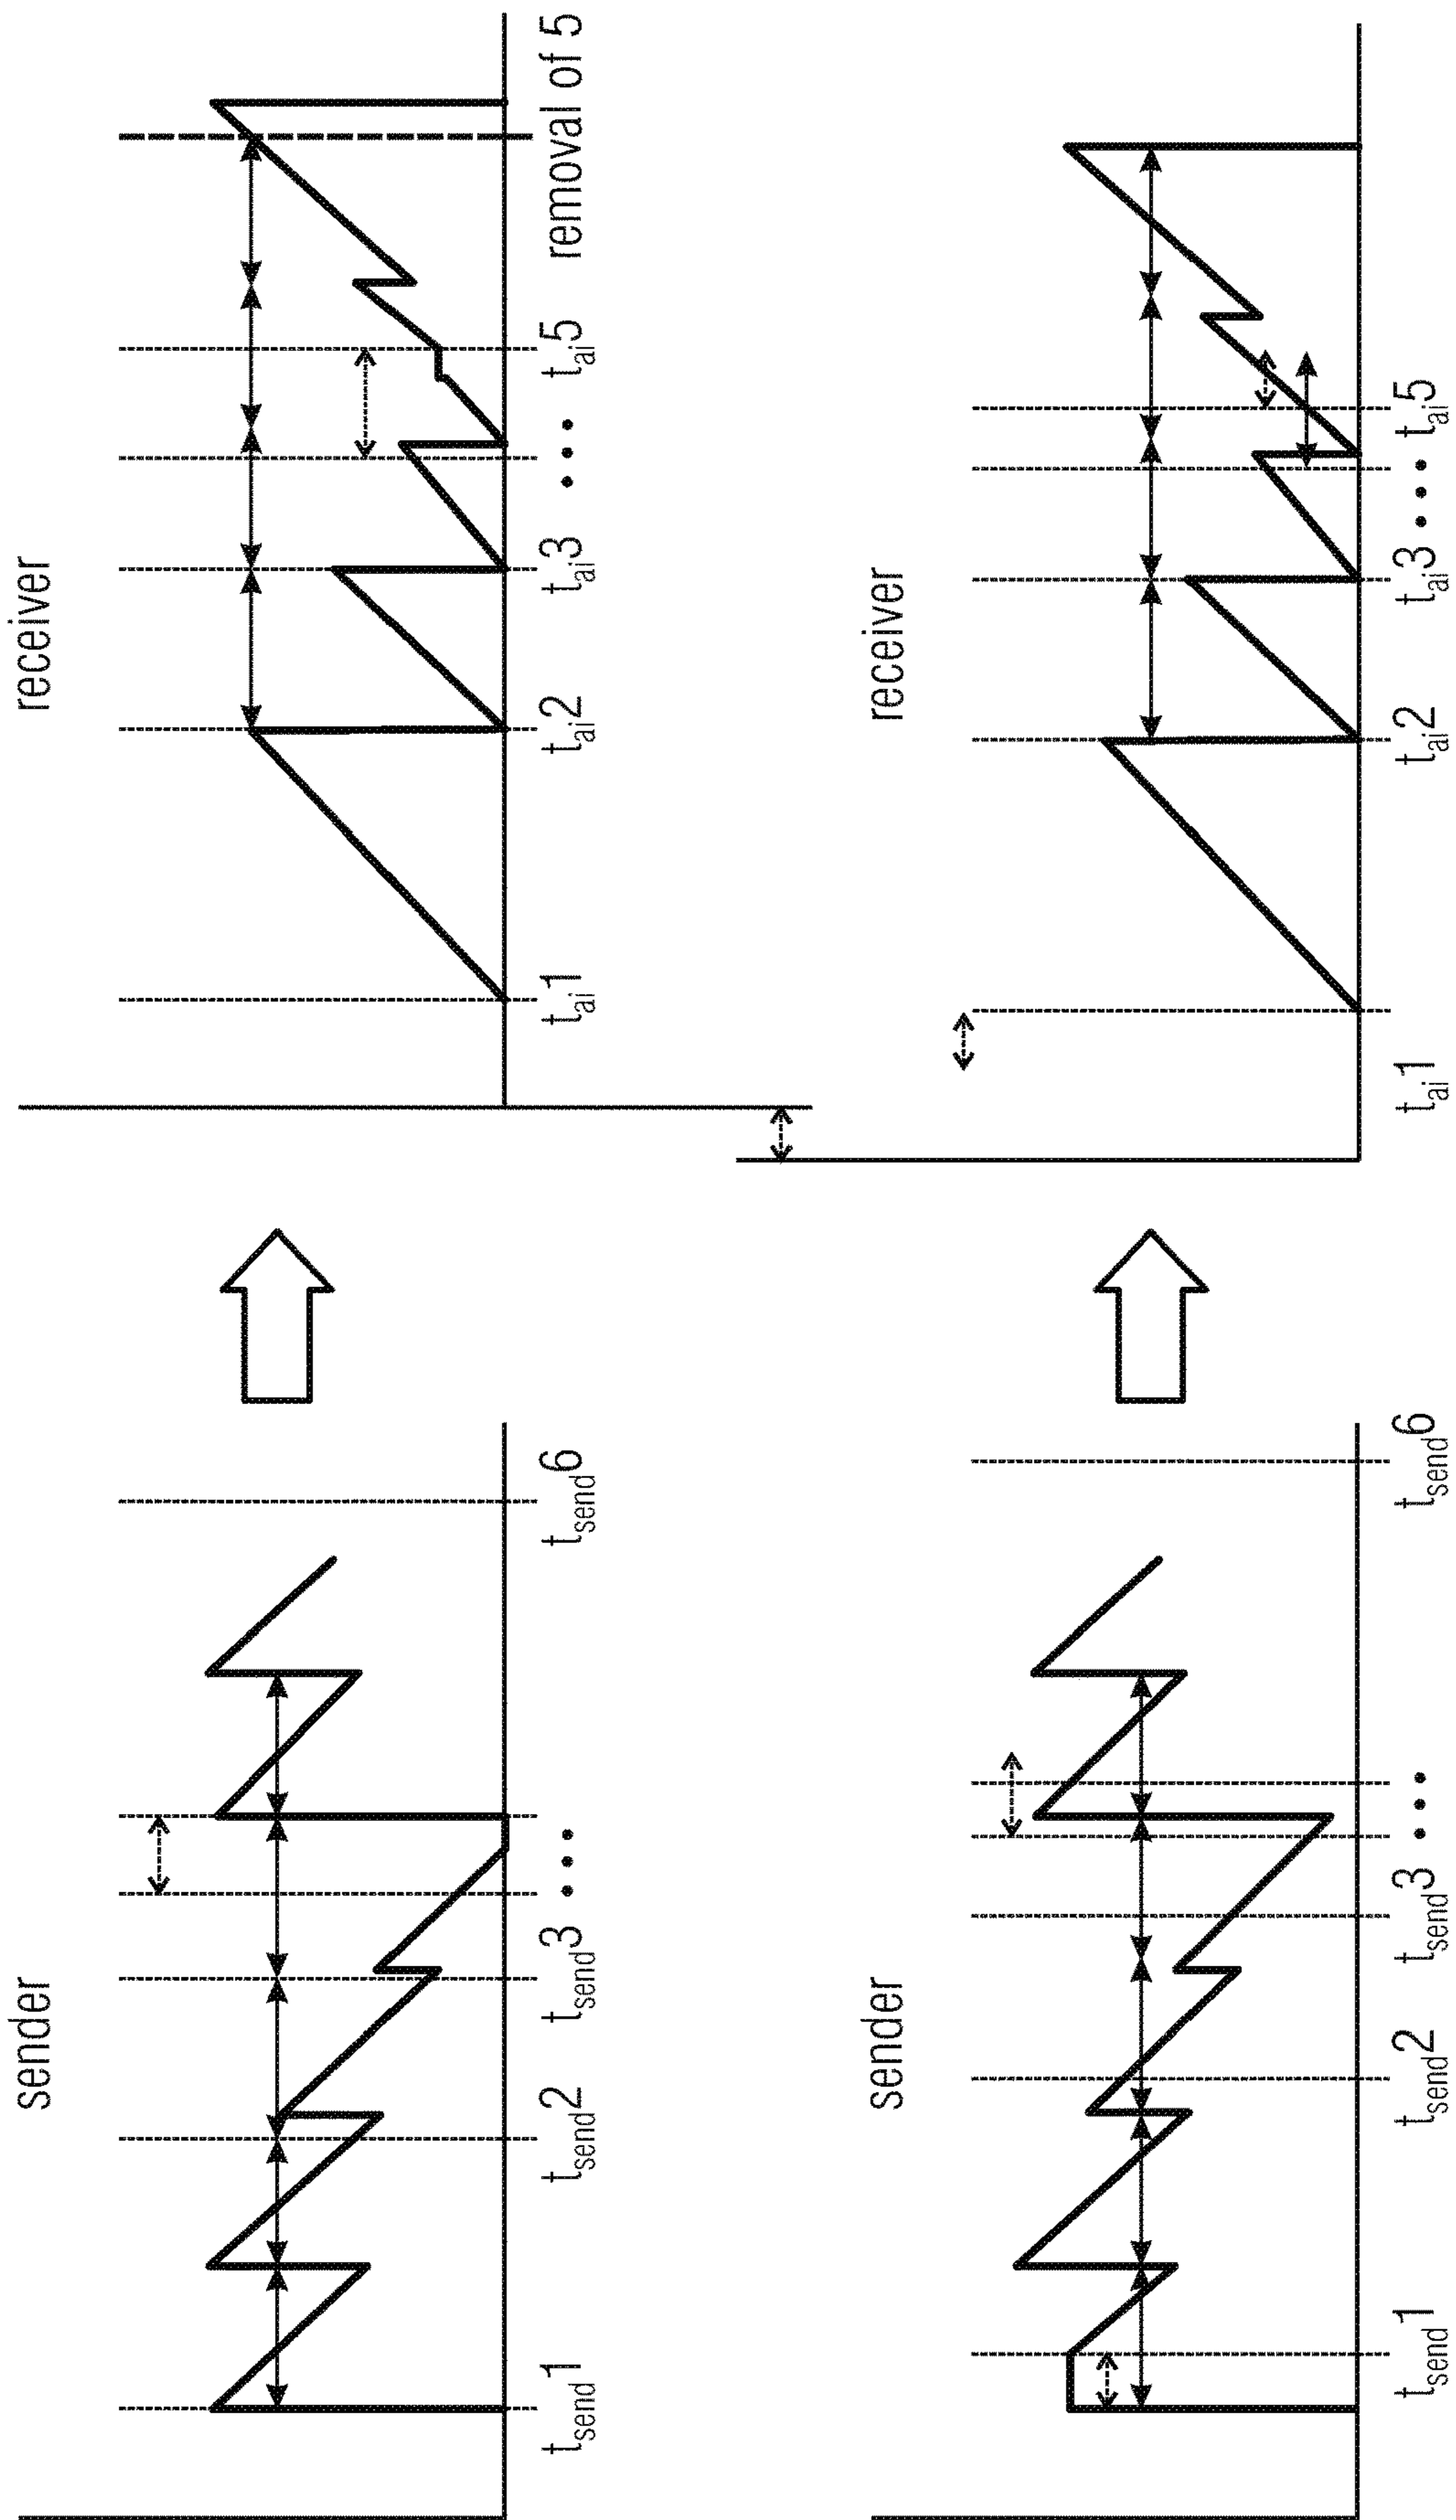 sender
t_send1
t_send2
t_send3
• • •
t_send6
receiver
t_ai1
t_ai2
t_ai3
• • •
t_ai5
removal of 5
sender
t_send1
t_send2
t_send3
• • •
t_send6
receiver
t_ai1
t_ai2
t_ai3
• • •
t_ai5